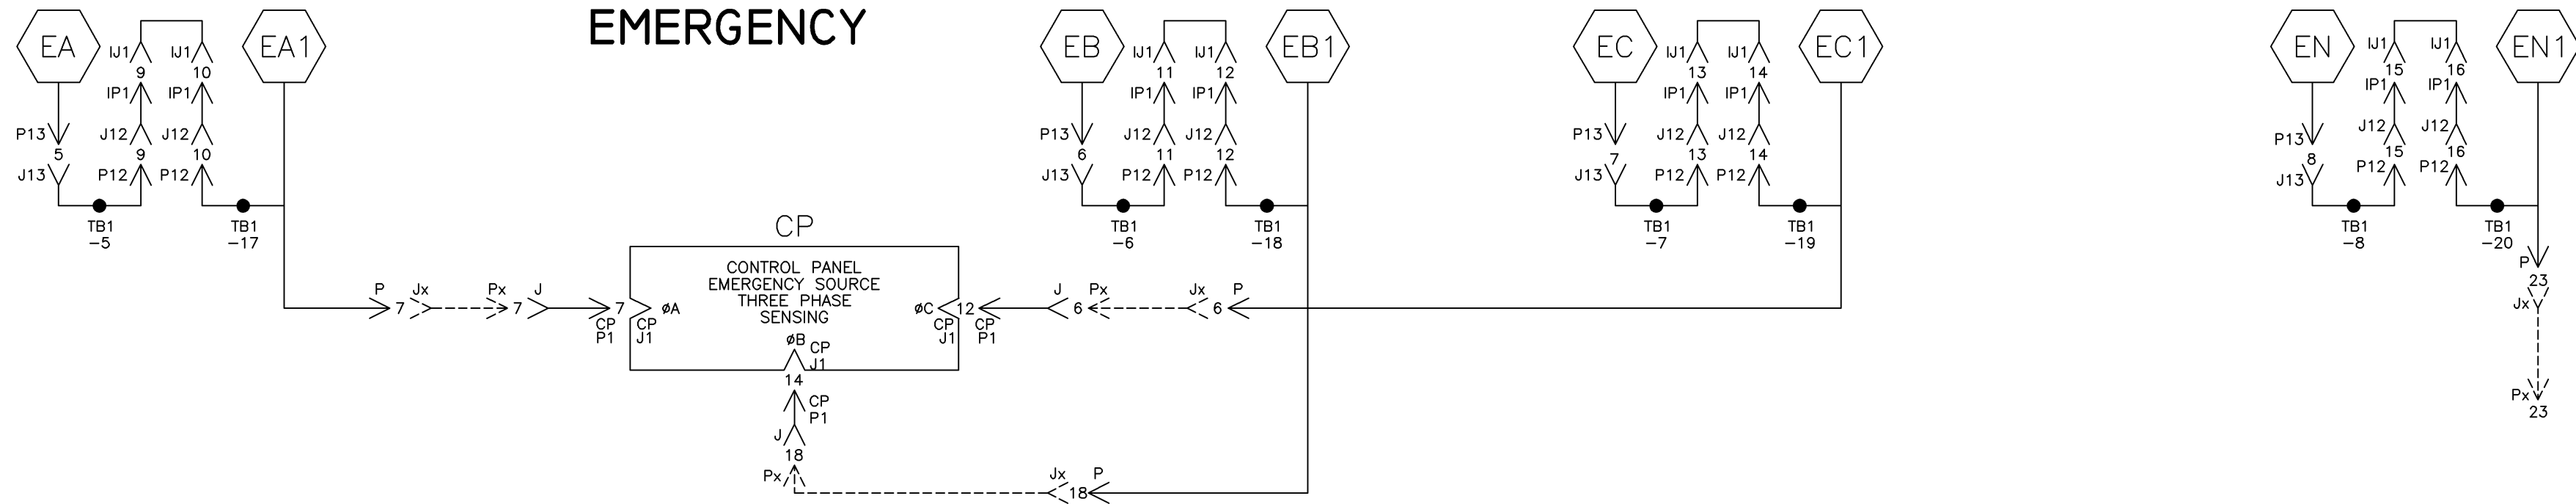 EMERGENCY
EA
IJ1
IJ1
EA1
9
10
IP1
IP1
P13
J12
J12
5
9
10
J13
P12
P12
TB1
-5
TB1
-17
EB
IJ1
IJ1
EB1
11
12
IP1
IP1
P13
J12
J12
6
11
12
J13
P12
P12
TB1
-6
TB1
-18
EC
IJ1
IJ1
EC1
13
14
IP1
IP1
P13
J12
J12
7
13
14
J13
P12
P12
TB1
-7
TB1
-19
EN
IJ1
IJ1
EN1
15
16
IP1
IP1
P13
J12
J12
8
15
16
J13
P12
P12
TB1
-8
TB1
-20
P
23
Jx
Px
23
CP
CONTROL PANEL
EMERGENCY SOURCE
THREE PHASE
SENSING
P
7
Jx
Px
7
J
7
CP
P1
CP
J1
øA
øC
CP
J1
12
CP
P1
J
6
Px
Jx
6
P
øB
CP
J1
14
CP
P1
J
18
Px
Jx
18
P